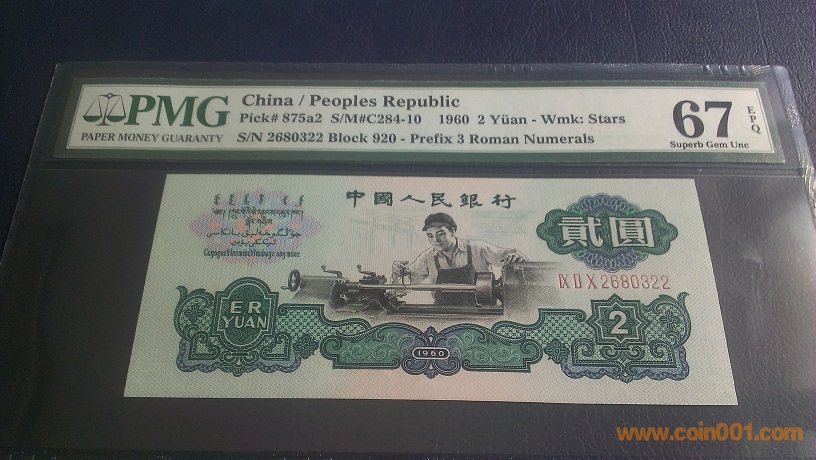 PMG
PAPER MONEY GUARANTY
China / Peoples Republic
Pick# 875a2 S/M#C284-10 1960 2 Yüan - Wmk: Stars
S/N 2680322 Block 920 - Prefix 3 Roman Numerals
67
EPQ
Superb Gem Unc
中國人民銀行
貳圓
IX II X 2680322
ER
YUAN
1960
2
www.coin001.com